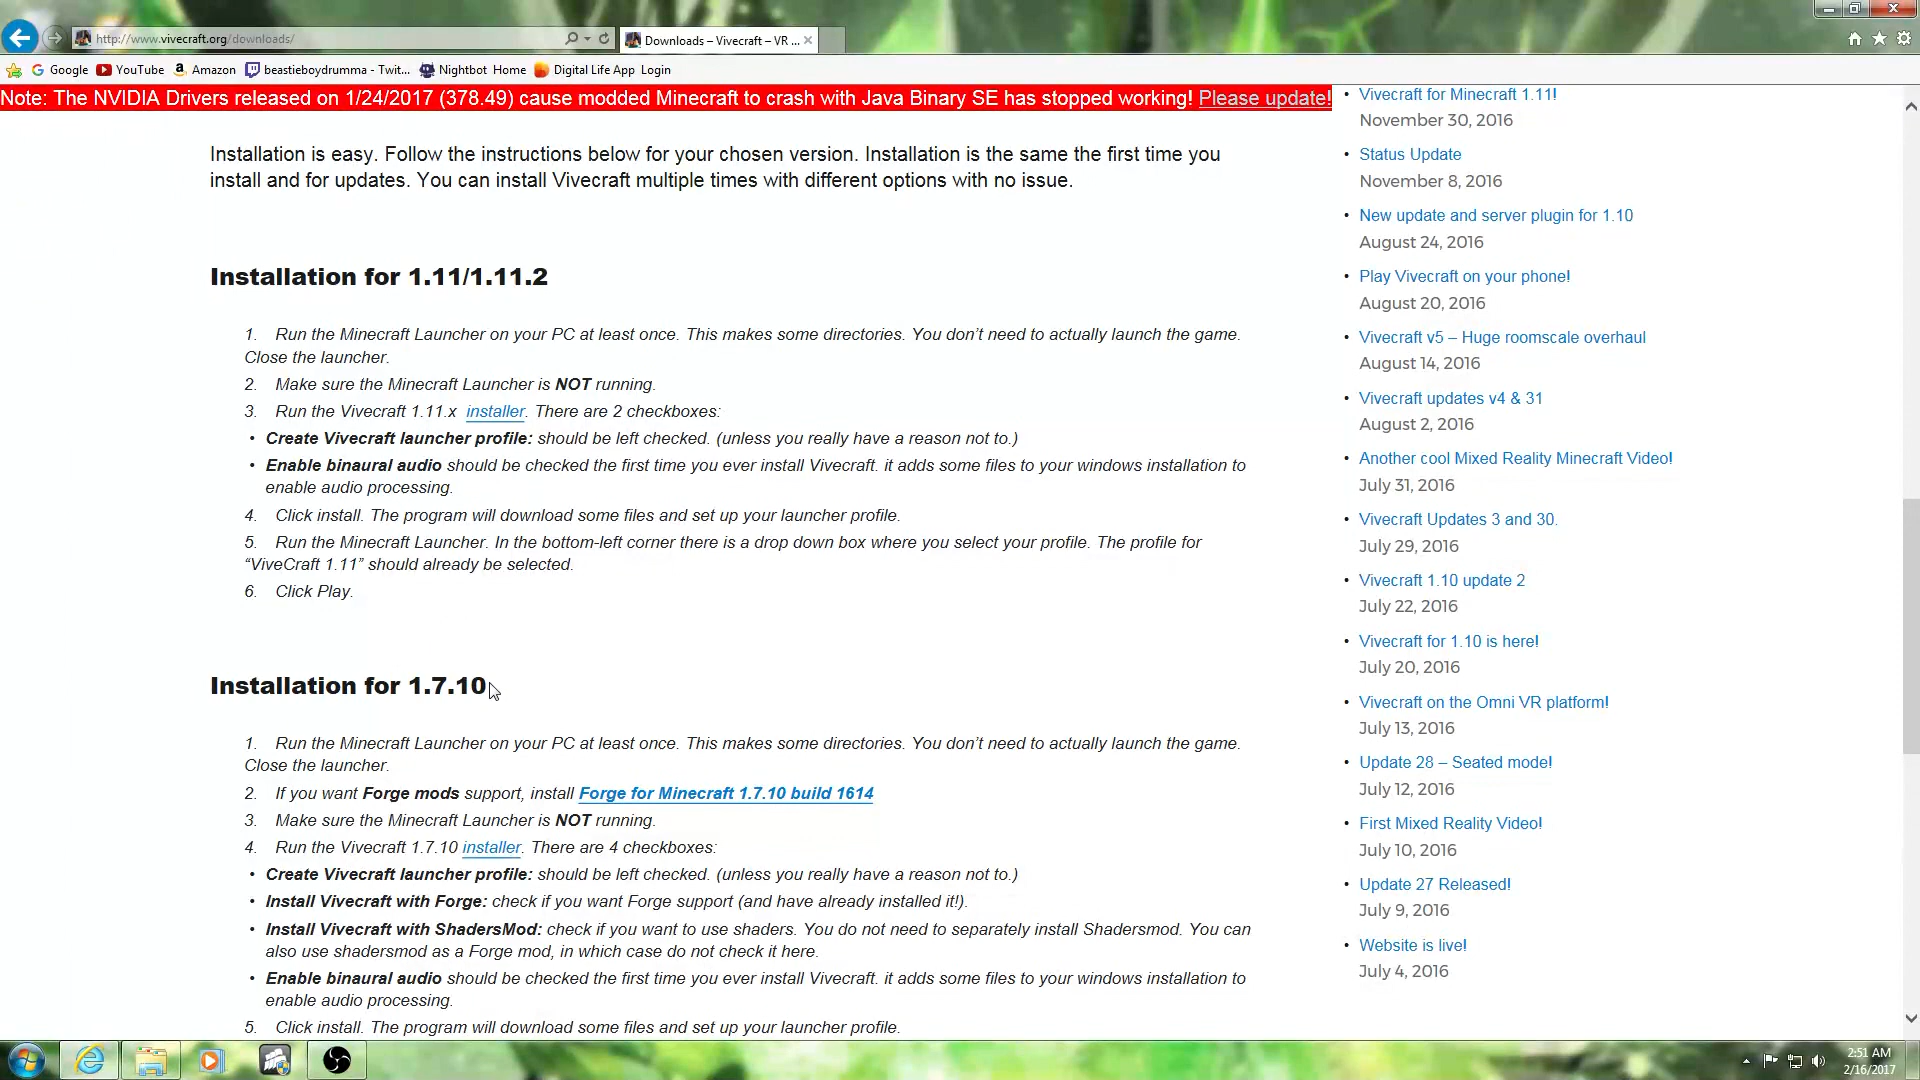 http://www.vivecraft.org/downloads/
Downloads – Vivecraft – VR ...
Google
YouTube
Amazon
beastieboydrumma - Twit...
Nightbot
Home
Digital Life App
Login
Note: The NVIDIA Drivers released on 1/24/2017 (378.49) cause modded Minecraft to crash with Java Binary SE has stopped working! Please update!
Installation is easy. Follow the instructions below for your chosen version. Installation is the same the first time you
install and for updates. You can install Vivecraft multiple times with different options with no issue.
Installation for 1.11/1.11.2
1. Run the Minecraft Launcher on your PC at least once. This makes some directories. You don’t need to actually launch the game.
Close the launcher.
2. Make sure the Minecraft Launcher is NOT running.
3. Run the Vivecraft 1.11.x installer. There are 2 checkboxes:
• Create Vivecraft launcher profile: should be left checked. (unless you really have a reason not to.)
• Enable binaural audio should be checked the first time you ever install Vivecraft. it adds some files to your windows installation to
enable audio processing.
4. Click install. The program will download some files and set up your launcher profile.
5. Run the Minecraft Launcher. In the bottom-left corner there is a drop down box where you select your profile. The profile for
“ViveCraft 1.11” should already be selected.
6. Click Play.
Installation for 1.7.10
1. Run the Minecraft Launcher on your PC at least once. This makes some directories. You don’t need to actually launch the game.
Close the launcher.
2. If you want Forge mods support, install Forge for Minecraft 1.7.10 build 1614
3. Make sure the Minecraft Launcher is NOT running.
4. Run the Vivecraft 1.7.10 installer. There are 4 checkboxes:
• Create Vivecraft launcher profile: should be left checked. (unless you really have a reason not to.)
• Install Vivecraft with Forge: check if you want Forge support (and have already installed it!).
• Install Vivecraft with ShadersMod: check if you want to use shaders. You do not need to separately install Shadersmod. You can
also use shadersmod as a Forge mod, in which case do not check it here.
• Enable binaural audio should be checked the first time you ever install Vivecraft. it adds some files to your windows installation to
enable audio processing.
5. Click install. The program will download some files and set up your launcher profile.
• Vivecraft for Minecraft 1.11!
November 30, 2016
• Status Update
November 8, 2016
• New update and server plugin for 1.10
August 24, 2016
• Play Vivecraft on your phone!
August 20, 2016
• Vivecraft v5 – Huge roomscale overhaul
August 14, 2016
• Vivecraft updates v4 & 31
August 2, 2016
• Another cool Mixed Reality Minecraft Video!
July 31, 2016
• Vivecraft Updates 3 and 30.
July 29, 2016
• Vivecraft 1.10 update 2
July 22, 2016
• Vivecraft for 1.10 is here!
July 20, 2016
• Vivecraft on the Omni VR platform!
July 13, 2016
• Update 28 – Seated mode!
July 12, 2016
• First Mixed Reality Video!
July 10, 2016
• Update 27 Released!
July 9, 2016
• Website is live!
July 4, 2016
2:51 AM
2/16/2017